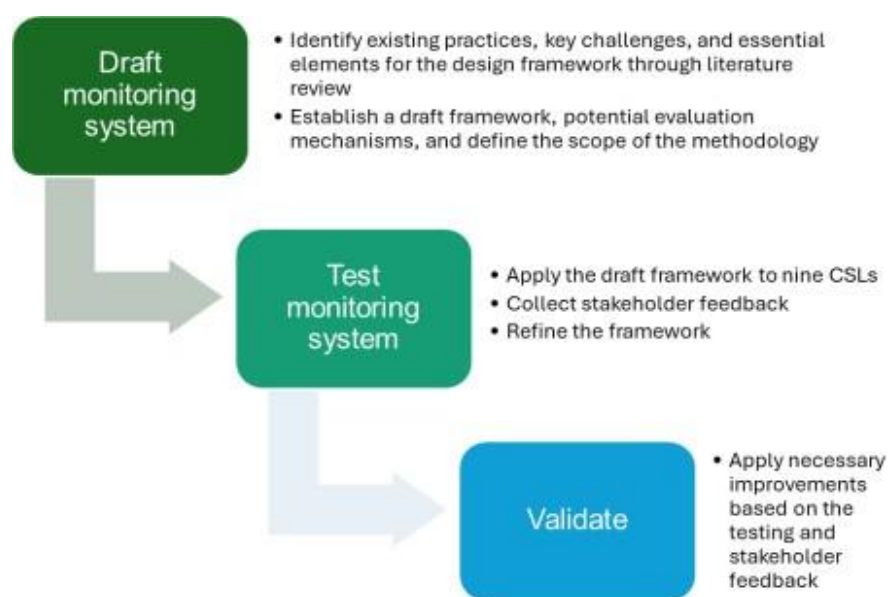 Draft
monitoring
system
• Identify existing practices, key challenges, and essential
elements for the design framework through literature
review
• Establish a draft framework, potential evaluation
mechanisms, and define the scope of the methodology
Test
monitoring
system
• Apply the draft framework to nine CSLs
• Collect stakeholder feedback
• Refine the framework
Validate
• Apply necessary
improvements
based on the
testing and
stakeholder
feedback